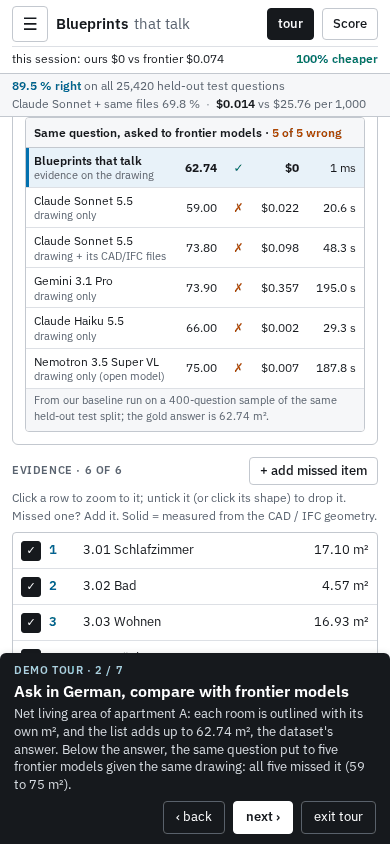 ☰ Blueprints that talk tour Score
this session: ours $0 vs frontier $0.074 100% cheaper
89.5 % right on all 25,420 held-out test questions
Claude Sonnet + same files 69.8 % · $0.014 vs $25.76 per 1,000
Same question, asked to frontier models · 5 of 5 wrong
Blueprints that talk 62.74 ✓ $0 1 ms
evidence on the drawing
Claude Sonnet 5.5 59.00 ✗ $0.022 20.6 s
drawing only
Claude Sonnet 5.5 73.80 ✗ $0.098 48.3 s
drawing + its CAD/IFC files
Gemini 3.1 Pro 73.90 ✗ $0.357 195.0 s
drawing only
Claude Haiku 5.5 66.00 ✗ $0.002 29.3 s
drawing only
Nemotron 3.5 Super VL 75.00 ✗ $0.007 187.8 s
drawing only (open model)
From our baseline run on a 400-question sample of the same
held-out test split; the gold answer is 62.74 m².
EVIDENCE · 6 OF 6 + add missed item
Click a row to zoom to it; untick it (or click its shape) to drop it.
Missed one? Add it. Solid = measured from the CAD / IFC geometry.
✓ 1 3.01 Schlafzimmer 17.10 m²
✓ 2 3.02 Bad 4.57 m²
✓ 3 3.03 Wohnen 16.93 m²
DEMO TOUR · 2 / 7
Ask in German, compare with frontier models
Net living area of apartment A: each room is outlined with its
own m², and the list adds up to 62.74 m², the dataset's
answer. Below the answer, the same question put to five
frontier models given the same drawing: all five missed it (59
to 75 m²).
‹ back next › exit tour